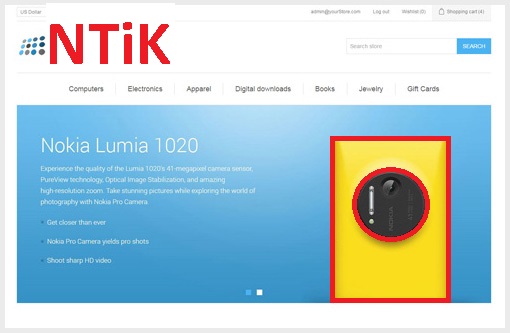 US Dollar
admin@yourStore.com Log out Wishlist (0) Shopping cart (4)
NTiK
Search store SEARCH
Computers Electronics Apparel Digital downloads Books Jewelry Gift Cards
Nokia Lumia 1020
Experience the quality of the Lumia 1020's 41-megapixel camera sensor,
PureView technology, Optical Image Stabilization, and amazing
high-resolution zoom. Take stunning pictures while exploring the world of
photography with Nokia Pro Camera
Get closer than ever
Nokia Pro Camera yields pro shots
Shoot sharp HD video
NOKIA